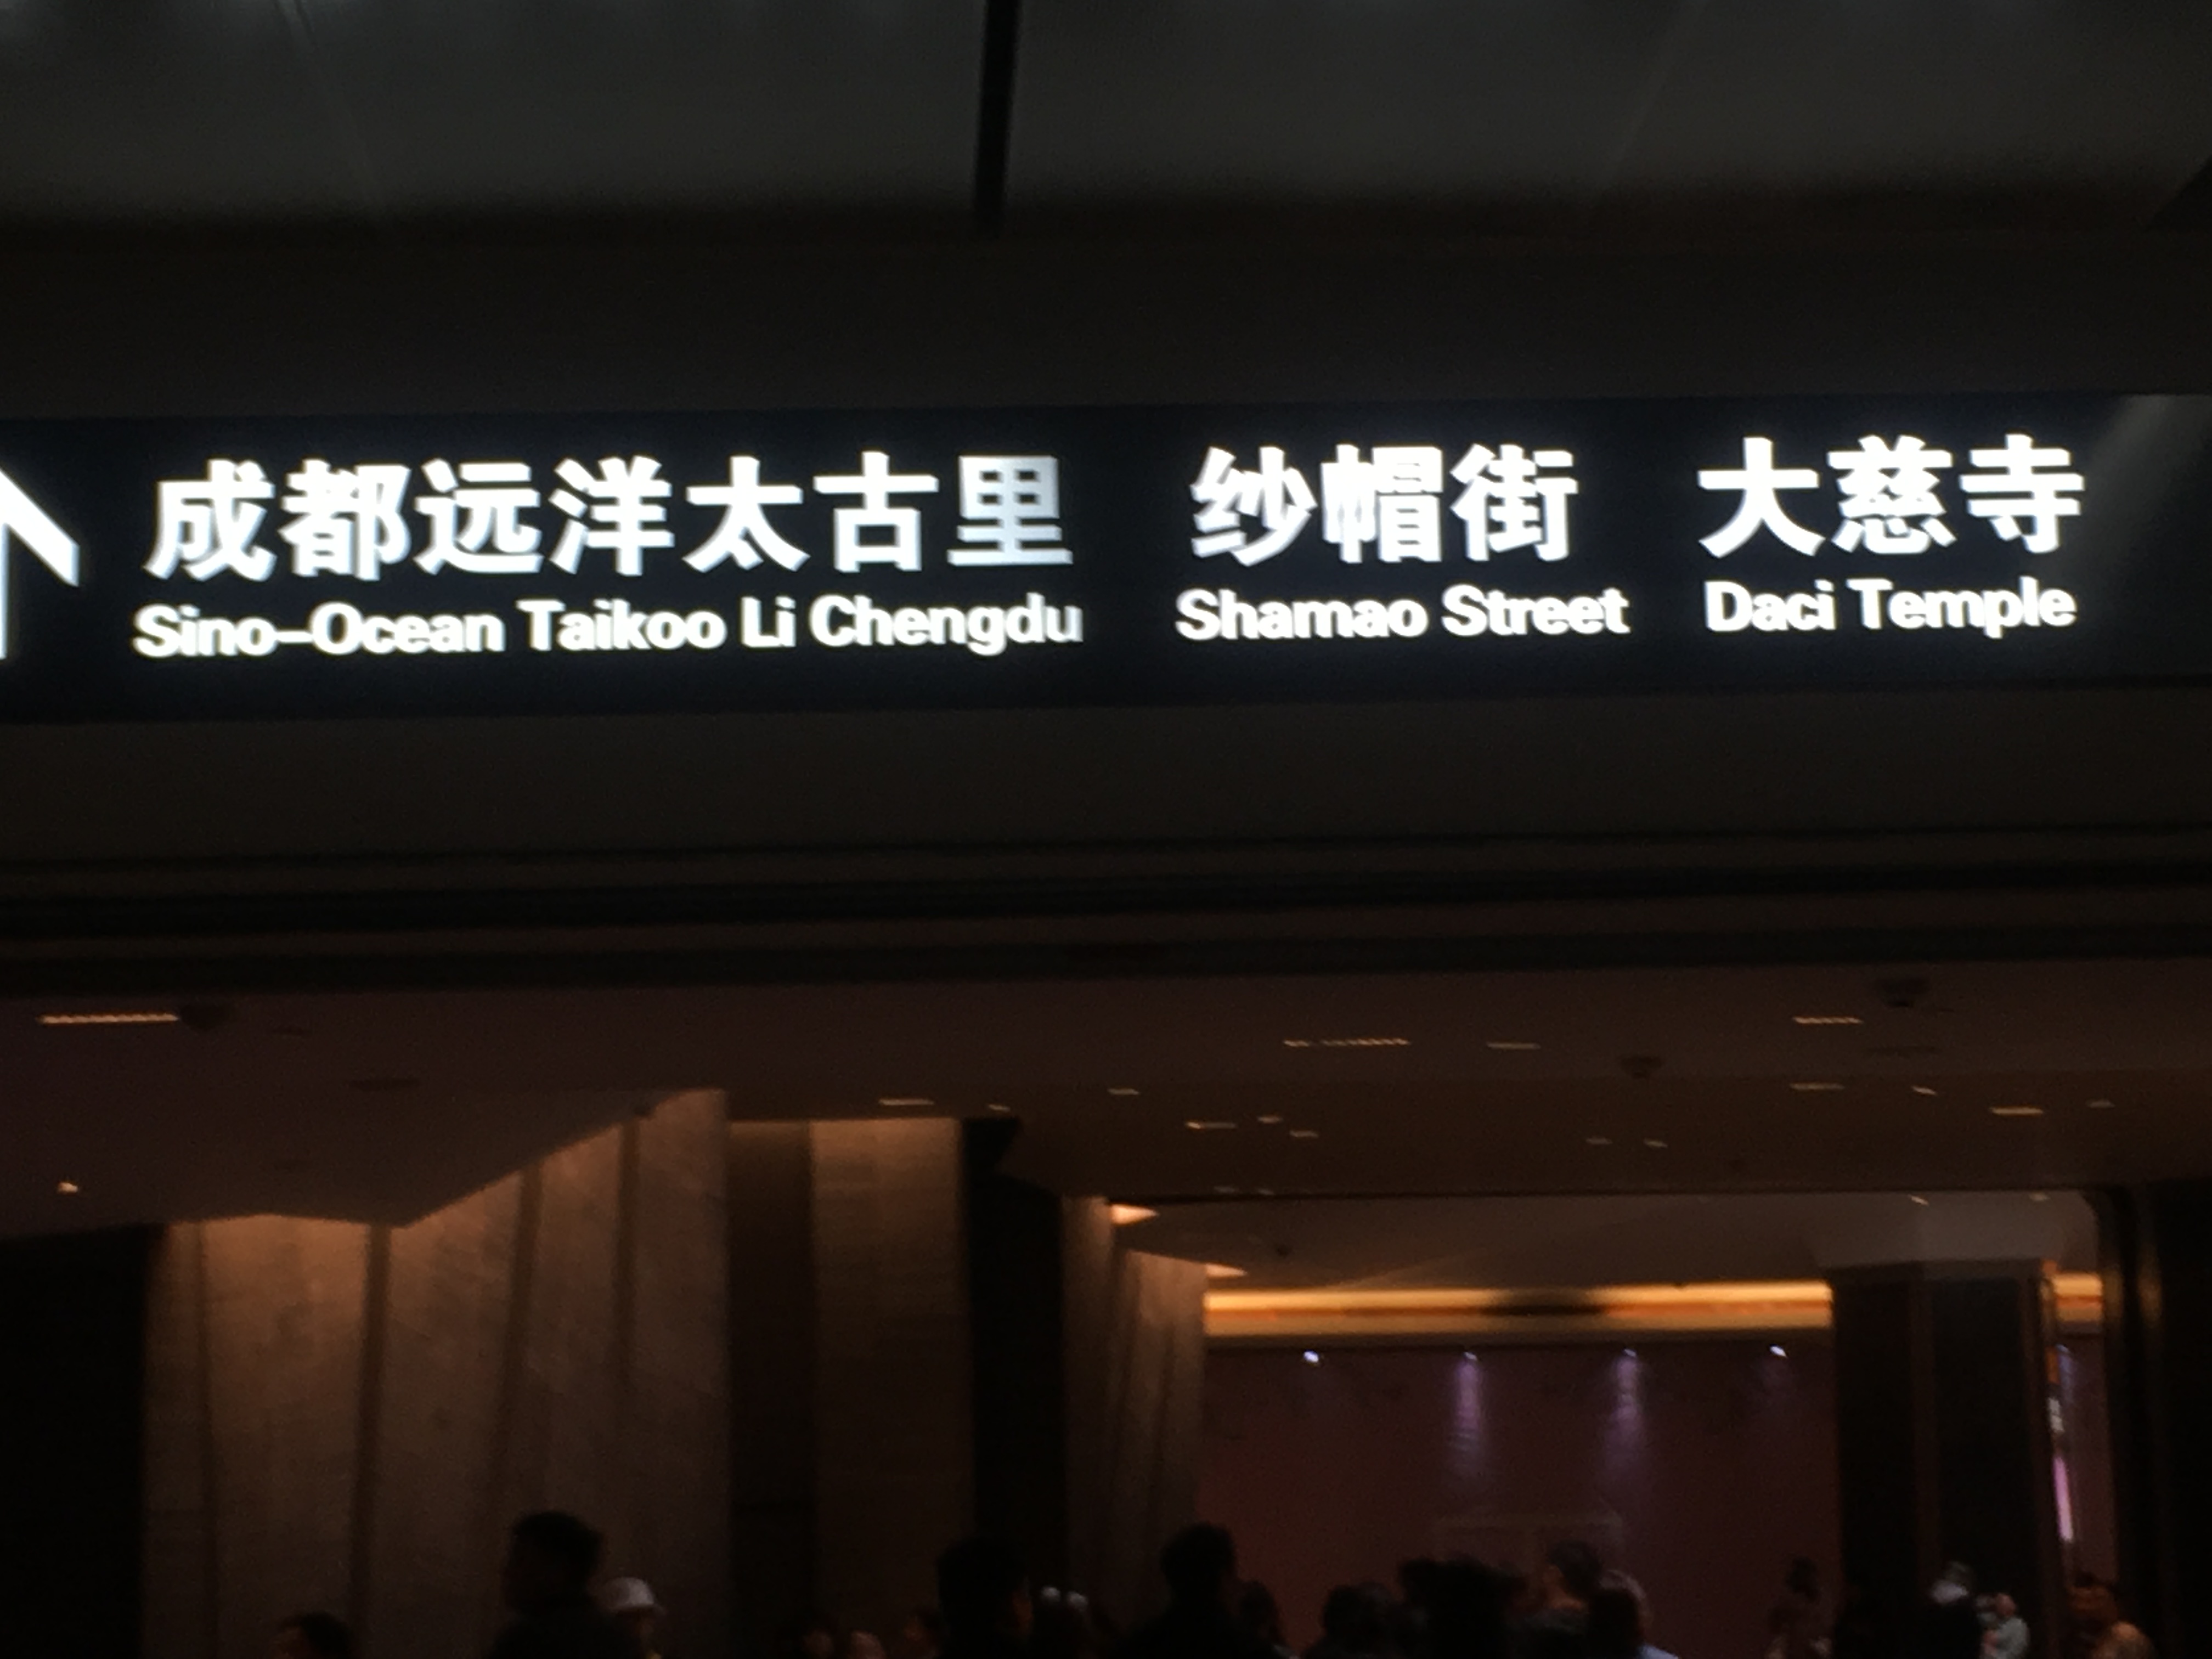 成都远洋太古里 纱帽街 大慈寺
Sino-Ocean Taikoo Li Chengdu Shamao Street Daci Temple